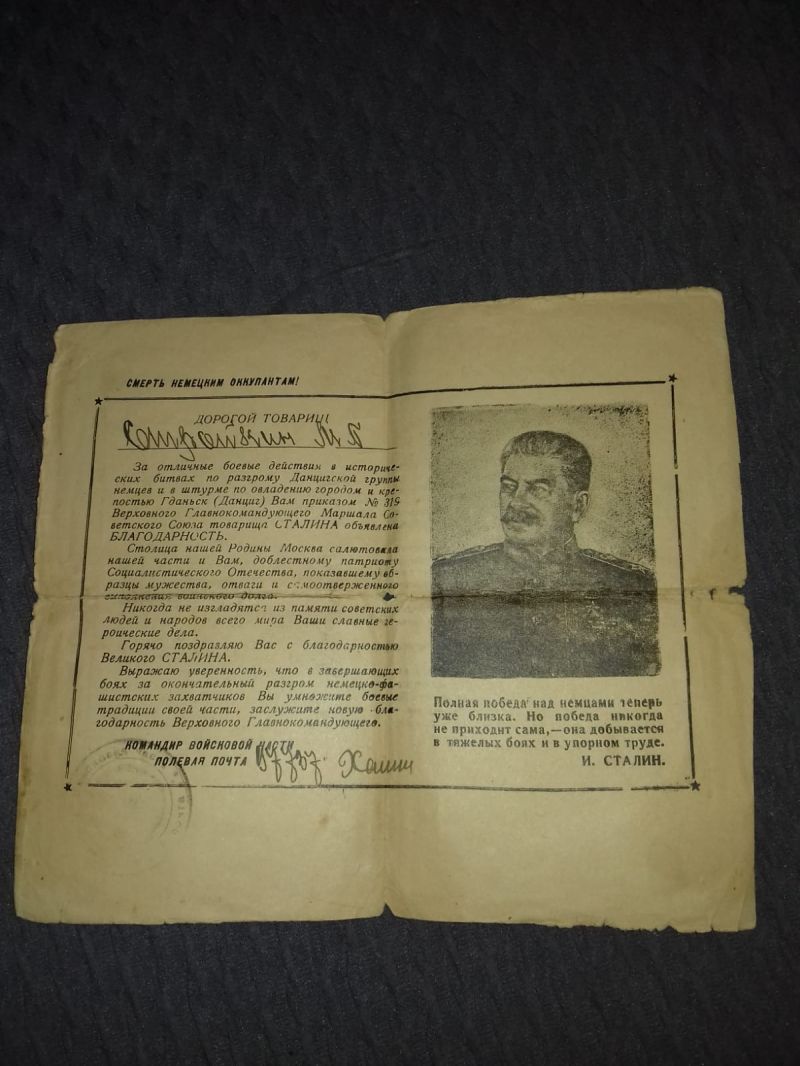 СМЕРТЬ НЕМЕЦКИМ ОККУПАНТАМ!
ДОРОГОЙ ТОВАРИЩ
За отличные боевые действия в историче-
ских битвах по разгрому Данцигской группы
немцев и в штурме по овладению городом и кре-
постью Гданьск (Данциг) Вам приказом № 319
Верховного Главнокомандующего Маршала Со-
ветского Союза товарища СТАЛИНА объявлена
БЛАГОДАРНОСТЬ.
Столица нашей Родины Москва салютовала
нашей части и Вам, доблестному патриоту
Социалистического Отечества, показавшему об-
разцы мужества, отваги и самоотверженного
выполнения воинского долга.
Никогда не изгладятся из памяти советских
людей и народов всего мира Ваши славные ге-
роические дела.
Горячо поздравляю Вас с благодарностью
Великого СТАЛИНА.
Выражаю уверенность, что в завершающих
боях за окончательный разгром немецко-фа-
шистских захватчиков Вы умножите боевые
традиции своей части, заслужите новую бла-
годарность Верховного Главнокомандующего.
КОМАНДИР ВОЙСКОВОЙ ЧАСТИ
ПОЛЕВАЯ ПОЧТА
Полная победа над немцами теперь
уже близка. Но победа никогда
не приходит сама,—она добывается
в тяжелых боях и в упорном труде.
И. СТАЛИН.